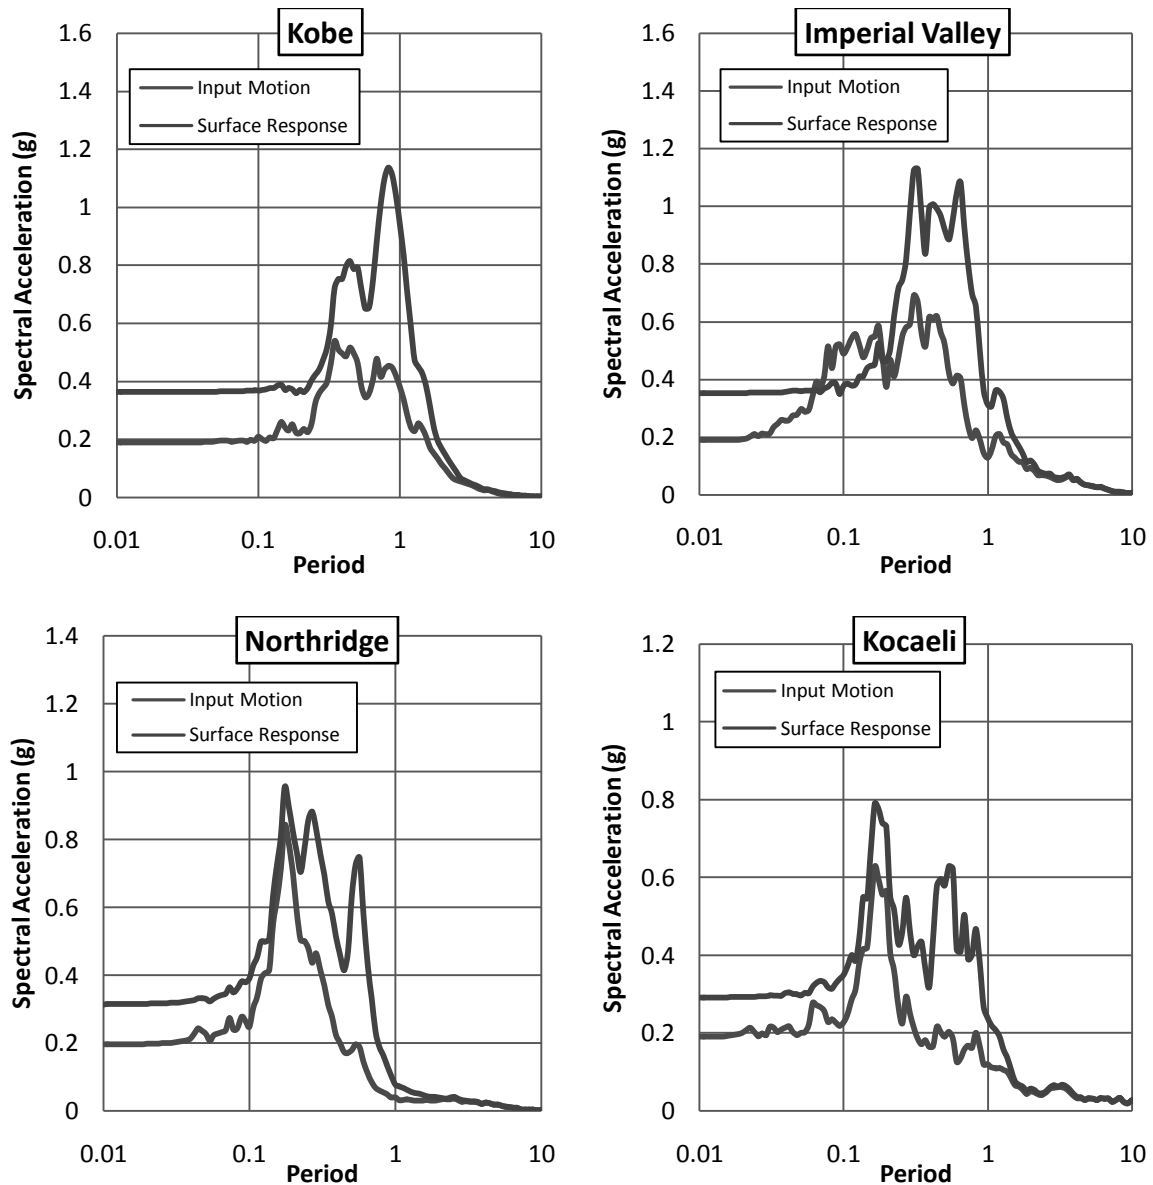 Kobe
1.6
1.4
1.2
1
0.8
0.6
0.4
0.2
0
Spectral Acceleration (g)
Input Motion
Surface Response
0.01 0.1 1 10
Period
Imperial Valley
1.6
1.4
1.2
1
0.8
0.6
0.4
0.2
0
Spectral Acceleration (g)
Input Motion
Surface Response
0.01 0.1 1 10
Period
Northridge
1.4
1.2
1
0.8
0.6
0.4
0.2
0
Spectral Acceleration (g)
Input Motion
Surface Response
0.01 0.1 1 10
Period
Kocaeli
1.2
1
0.8
0.6
0.4
0.2
0
Spectral Acceleration (g)
Input Motion
Surface Response
0.01 0.1 1 10
Period